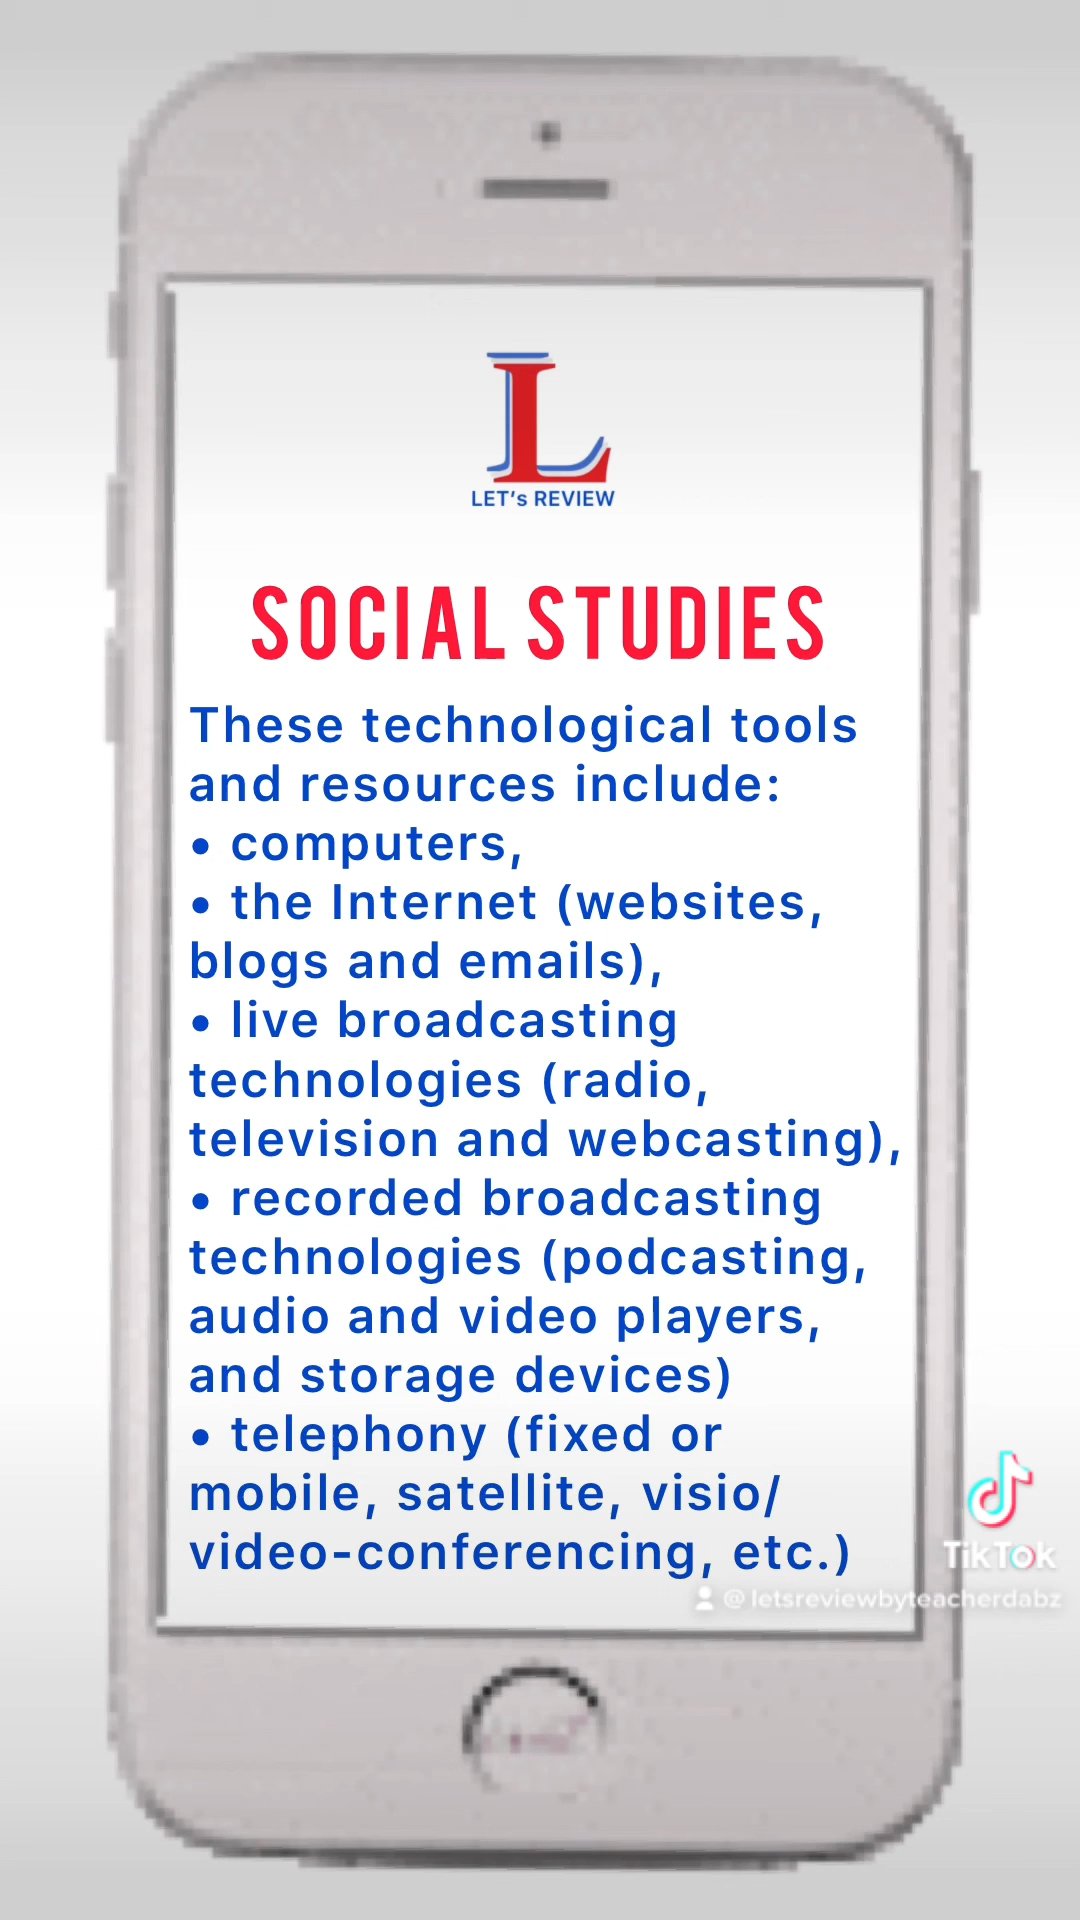 L
LET's REVIEW
SOCIAL STUDIES
These technological tools
and resources include:
• computers,
• the Internet (websites,
blogs and emails),
• live broadcasting
technologies (radio,
television and webcasting),
• recorded broadcasting
technologies (podcasting,
audio and video players,
and storage devices)
• telephony (fixed or
mobile, satellite, visio/
video-conferencing, etc.)
TikTok
@letsreviewbyteacherdabz